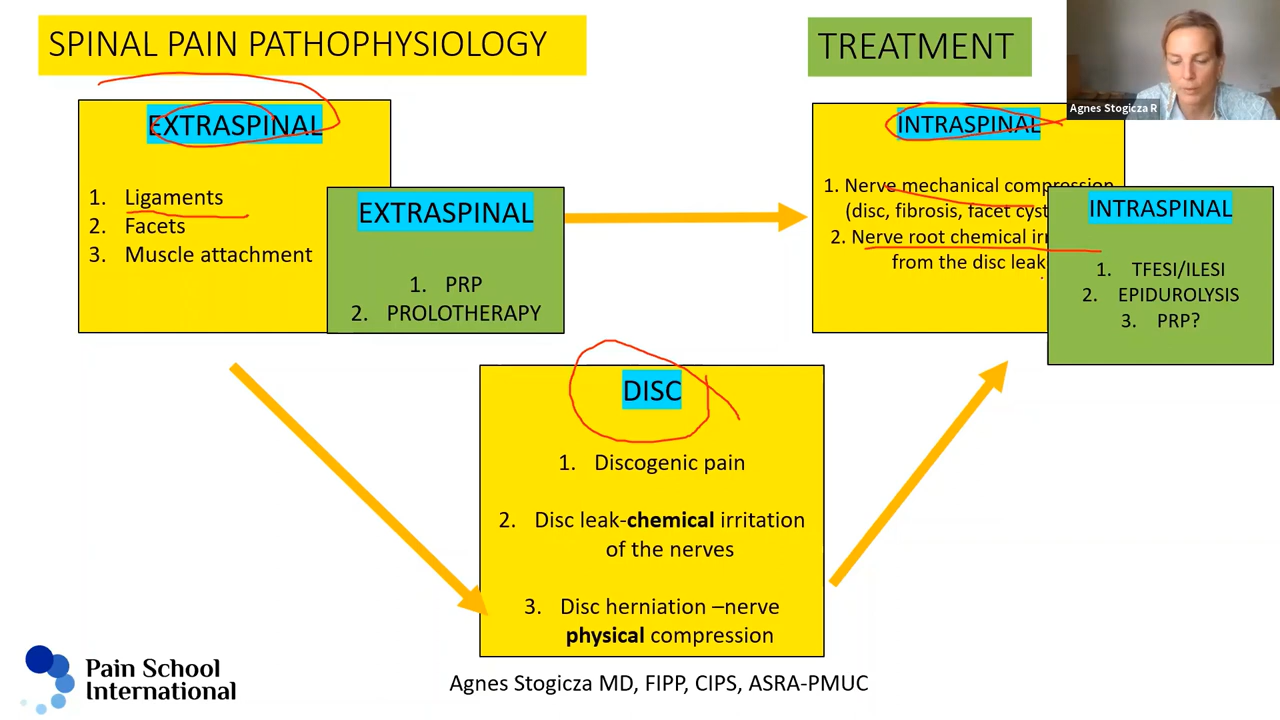 SPINAL PAIN PATHOPHYSIOLOGY
TREATMENT
Agnes Stogicza R
EXTRASPINAL
1. Ligaments
2. Facets
3. Muscle attachment
EXTRASPINAL
1. PRP
2. PROLOTHERAPY
INTRASPINAL
1. Nerve mechanical compression
(disc, fibrosis, facet cyst
2. Nerve root chemical
from the disc leak
INTRASPINAL
1. TFESI/ILESI
2. EPIDUROLYSIS
3. PRP?
DISC
1. Discogenic pain
2. Disc leak-chemical irritation
of the nerves
3. Disc herniation –nerve
physical compression
Pain School
International
Agnes Stogicza MD, FIPP, CIPS, ASRA-PMUC